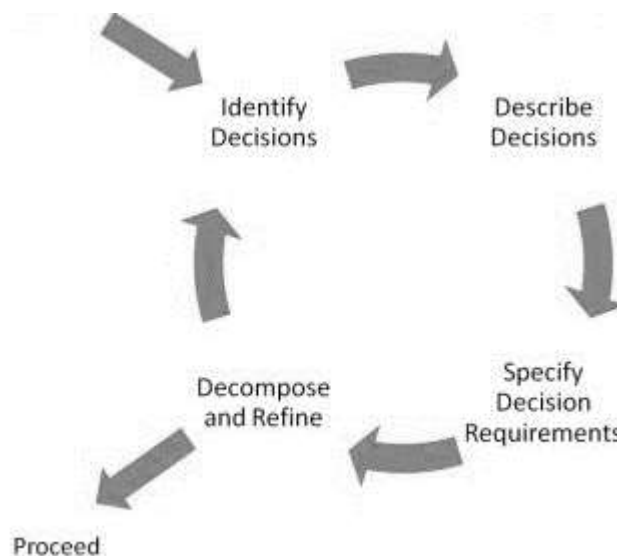 Identify
Decisions
Describe
Decisions
Specify
Decision
Requirements
Decompose
and Refine
Proceed